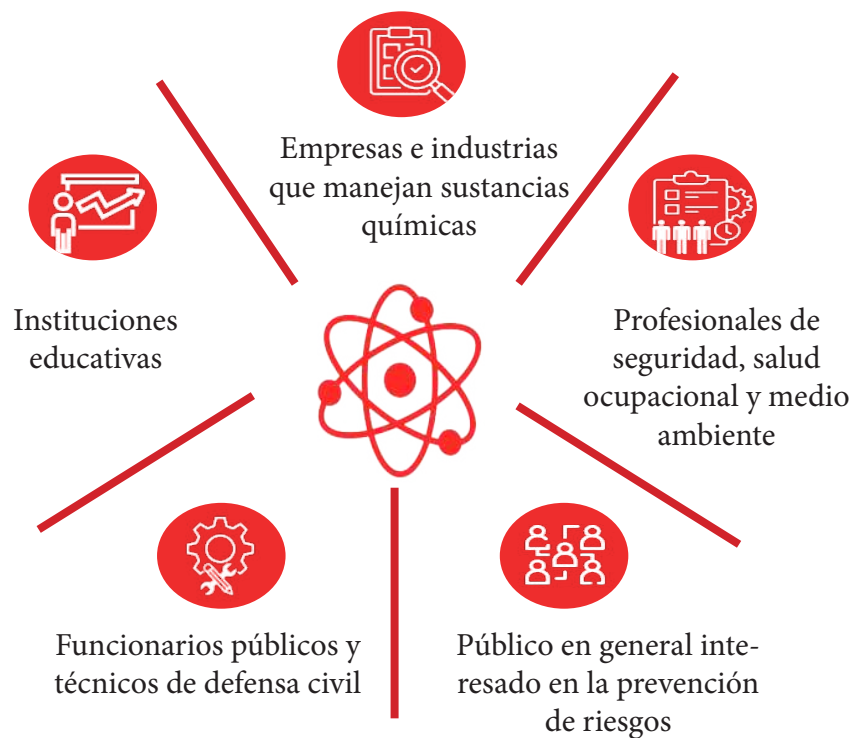 Empresas e industrias
que manejan sustancias
químicas
Instituciones
educativas
Profesionales de
seguridad, salud
ocupacional y medio
ambiente
Funcionarios públicos y
técnicos de defensa civil
Público en general inte-
resado en la prevención
de riesgos